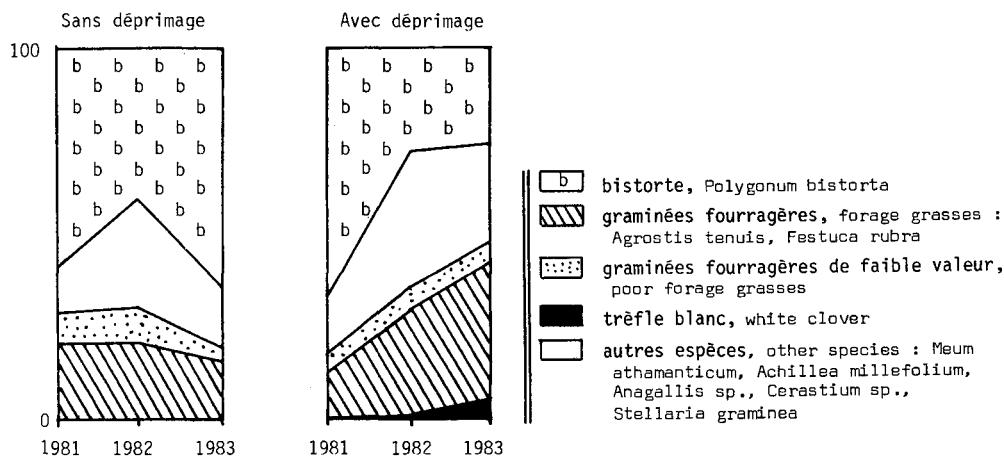 Sans déprimage
Avec déprimage
100
0
b b b b
b b b
b b b b
b b b
b b b b
b b b
b b b b
b b b
b b
b b b b
b b b
b b b b
b b b
b b
b
b
b
b
1981 1982 1983
1981 1982 1983
b bistorte, Polygonum bistorta
graminées fourragères, forage grasses :
Agrostis tenuis, Festuca rubra
graminées fourragères de faible valeur,
poor forage grasses
trèfle blanc, white clover
autres espèces, other species : Meum
athamanticum, Achillea millefolium,
Anagallis sp., Cerastium sp.,
Stellaria graminea